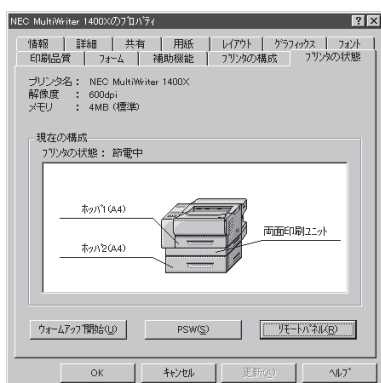 NEC MultiWriter 1400Xのﾌﾟﾛﾊﾟﾃｨ
情報 詳細 共有 用紙 ﾚｲｱｳﾄ ｸﾞﾗﾌｨｯｸｽ ﾌｫﾝﾄ
印刷品質 ﾌｫｰﾑ 補助機能 ﾌﾟﾘﾝﾀの構成 ﾌﾟﾘﾝﾀの状態
プリンタ名： NEC MultiWriter 1400X
解像度 ： 600dpi
メモリ ： 4MB (標準)
現在の構成
ﾌﾟﾘﾝﾀの状態： 節電中
ﾎｯﾊﾟ1(A4)
両面印刷ﾕﾆｯﾄ
ﾎｯﾊﾟ2(A4)
ｳｫｰﾑｱｯﾌﾟ開始(U) PSW(S) ﾘﾓｰﾄﾊﾟﾈﾙ(R)
OK ｷｬﾝｾﾙ 更新(A) ﾍﾙﾌﾟ